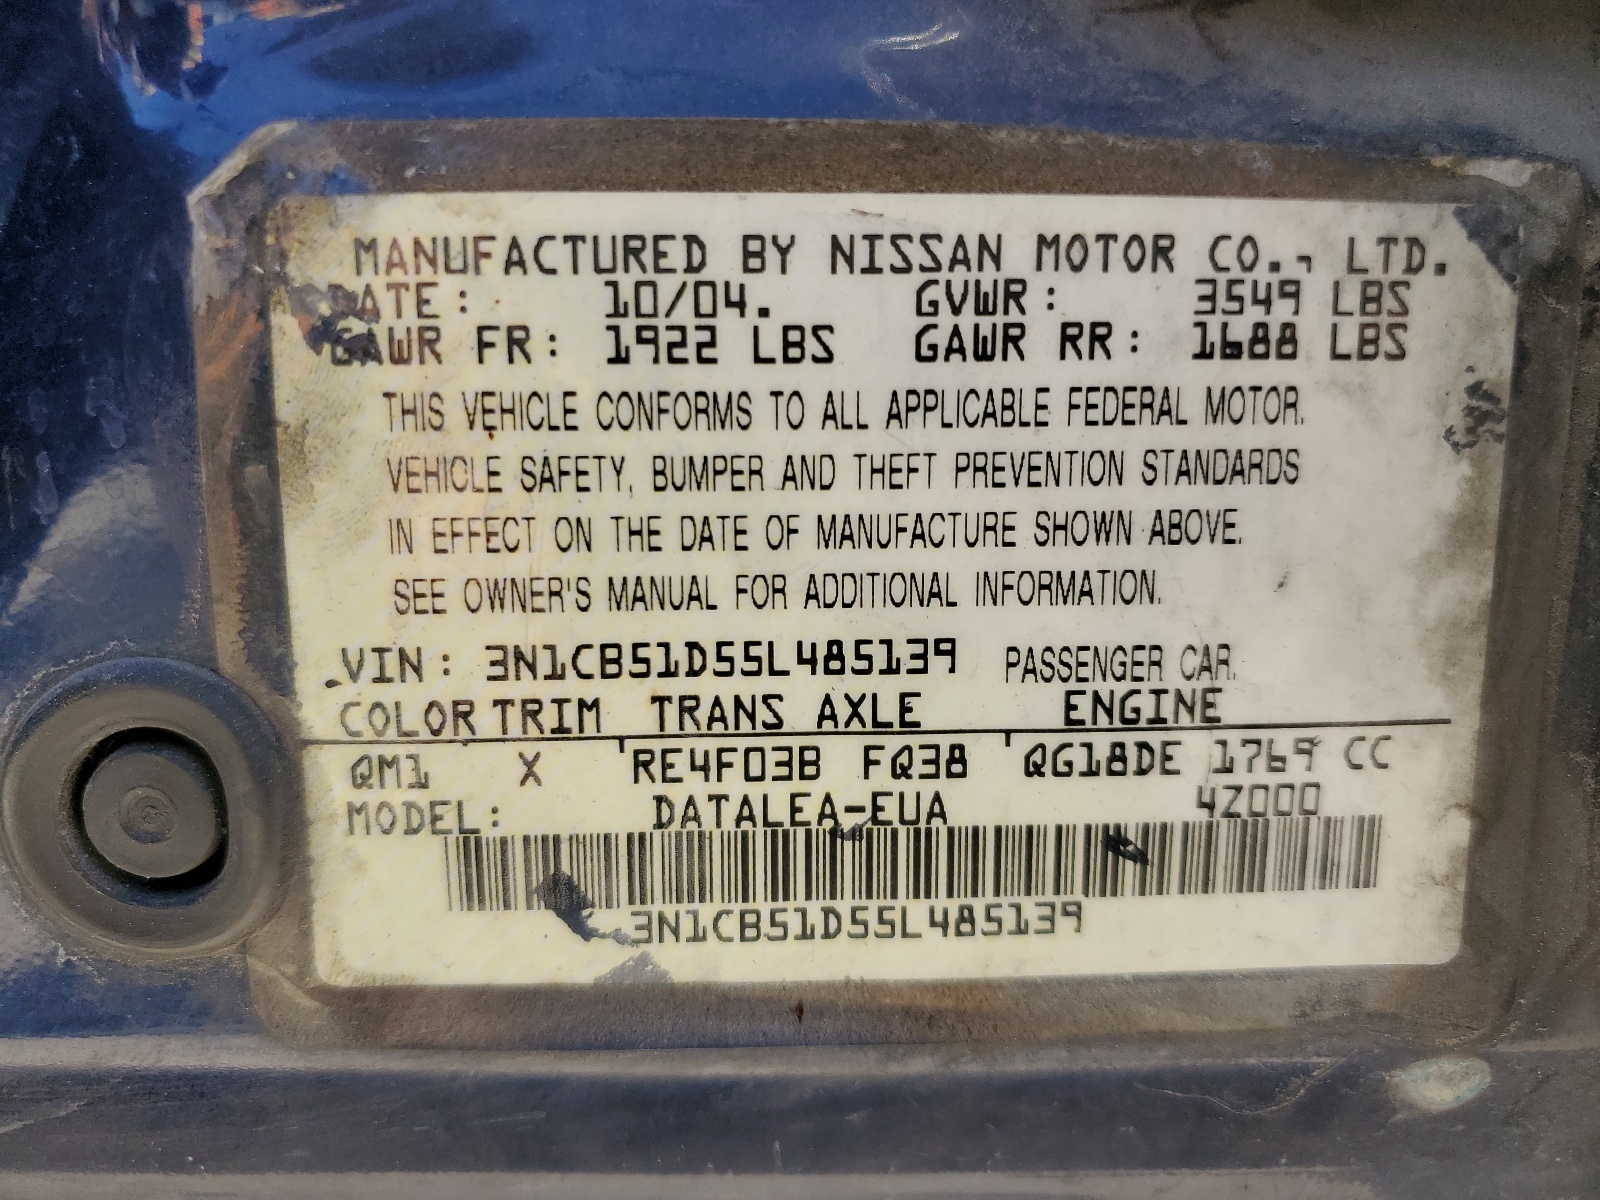 MANUFACTURED BY NISSAN MOTOR CO., LTD.
DATE: 10/04. GVWR: 3549 LBS
GAWR FR: 1922 LBS GAWR RR: 1688 LBS
THIS VEHICLE CONFORMS TO ALL APPLICABLE FEDERAL MOTOR.
VEHICLE SAFETY, BUMPER AND THEFT PREVENTION STANDARDS
IN EFFECT ON THE DATE OF MANUFACTURE SHOWN ABOVE.
SEE OWNER'S MANUAL FOR ADDITIONAL INFORMATION.
VIN: 3N1CB51D55L485139 PASSENGER CAR.
COLOR TRIM TRANS AXLE ENGINE
QM1 X RE4F03B FQ38 QG18DE 1769 CC
MODEL: DATALEA-EUA 4Z000
3N1CB51D55L485139